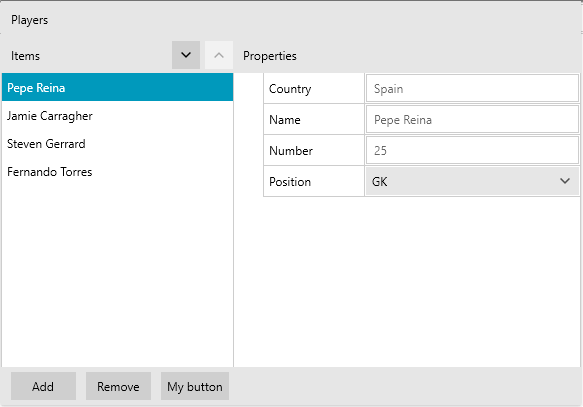 Players
Items
Properties
Pepe Reina
Jamie Carragher
Steven Gerrard
Fernando Torres
Country Spain
Name Pepe Reina
Number 25
Position GK
Add Remove My button